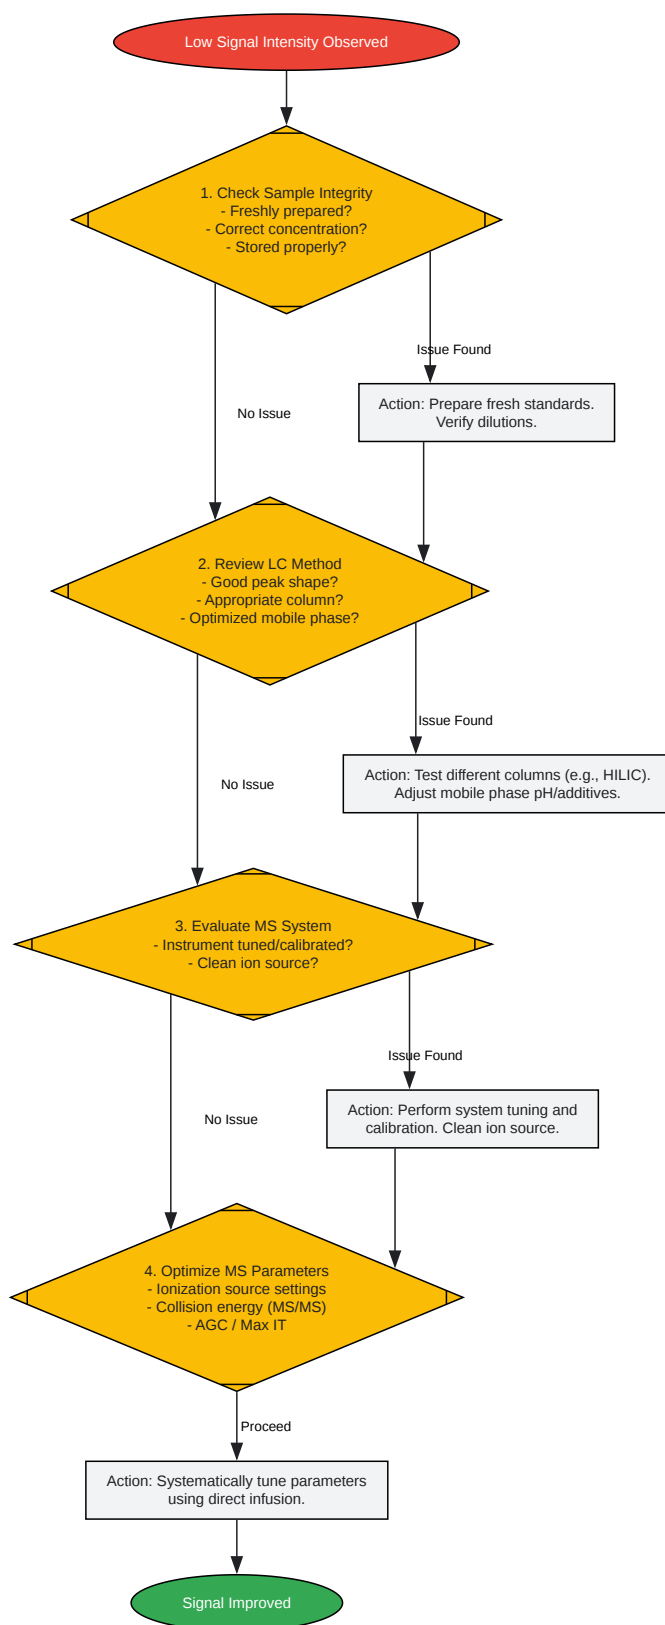 Low Signal Intensity Observed
1. Check Sample Integrity
- Freshly prepared?
- Correct concentration?
- Stored properly?
Issue Found
No Issue
Action: Prepare fresh standards.
Verify dilutions.
2. Review LC Method
- Good peak shape?
- Appropriate column?
- Optimized mobile phase?
Issue Found
No Issue
Action: Test different columns (e.g., HILIC).
Adjust mobile phase pH/additives.
3. Evaluate MS System
- Instrument tuned/calibrated?
- Clean ion source?
Issue Found
No Issue
Action: Perform system tuning and
calibration. Clean ion source.
4. Optimize MS Parameters
- Ionization source settings
- Collision energy (MS/MS)
- AGC / Max IT
Proceed
Action: Systematically tune parameters
using direct infusion.
Signal Improved